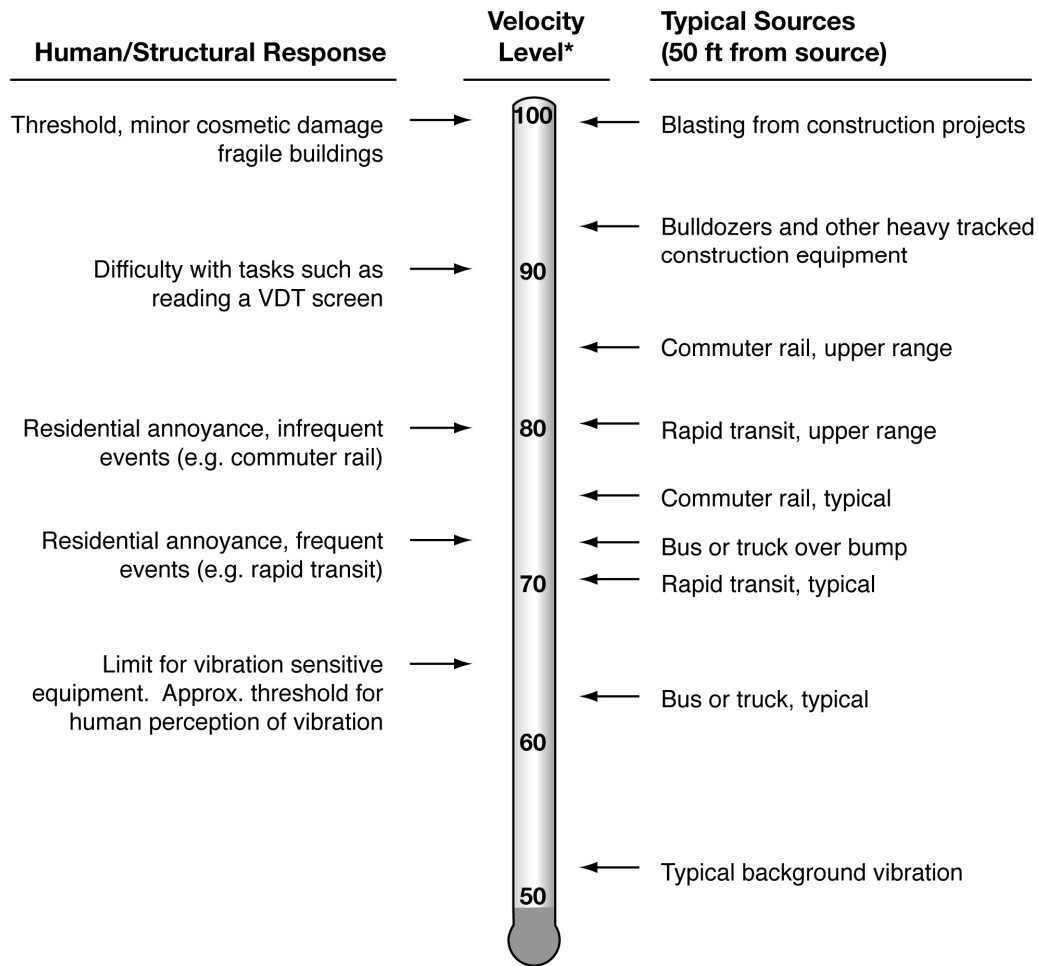 Human/Structural Response
Velocity
Level*
Typical Sources
(50 ft from source)
Threshold, minor cosmetic damage
fragile buildings
100
Blasting from construction projects
Bulldozers and other heavy tracked
construction equipment
Difficulty with tasks such as
reading a VDT screen
90
Commuter rail, upper range
Residential annoyance, infrequent
events (e.g. commuter rail)
80
Rapid transit, upper range
Commuter rail, typical
Residential annoyance, frequent
events (e.g. rapid transit)
Bus or truck over bump
70
Rapid transit, typical
Limit for vibration sensitive
equipment.  Approx. threshold for
human perception of vibration
Bus or truck, typical
60
Typical background vibration
50